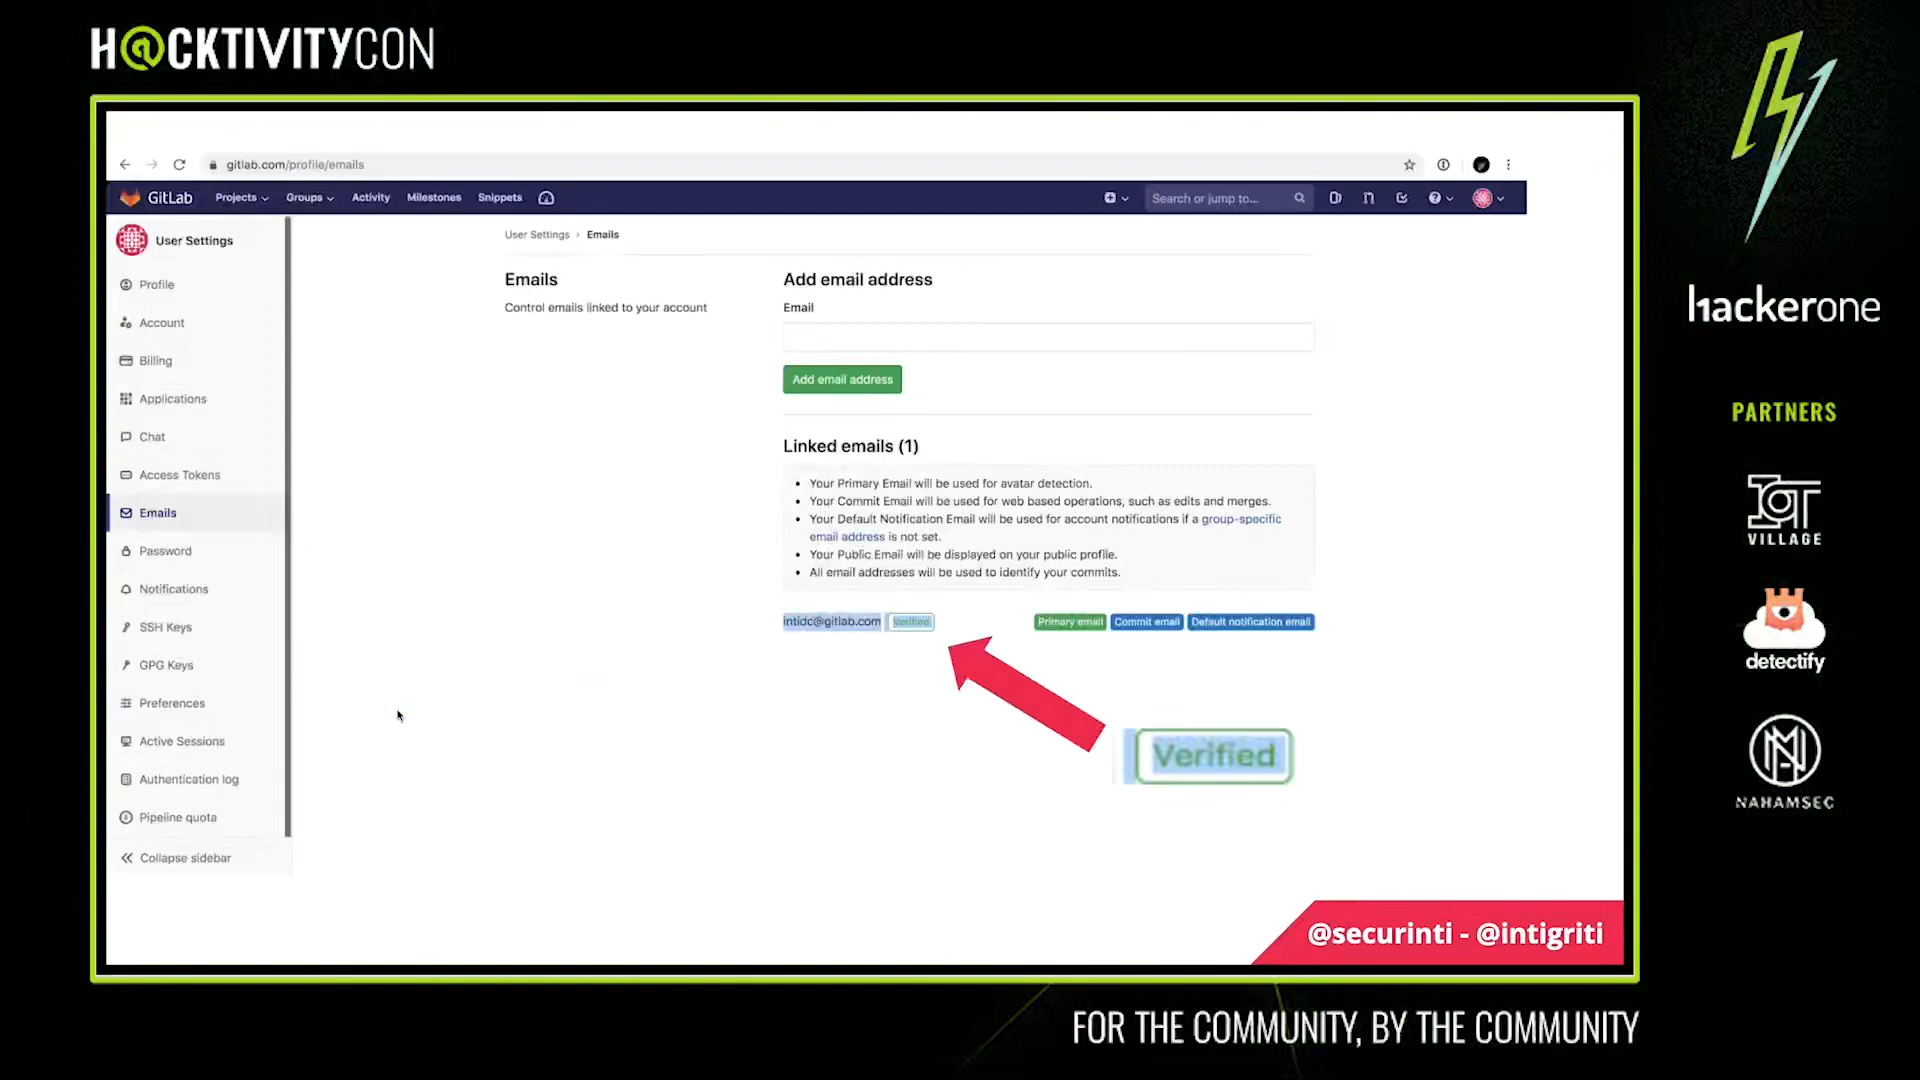 H@CKTIVITYCON
gitlab.com/profile/emails
GitLab Projects Groups Activity Milestones Snippets Search or jump to...
User Settings
Profile
Account
Billing
Applications
Chat
Access Tokens
Emails
Password
Notifications
SSH Keys
GPG Keys
Preferences
Active Sessions
Authentication log
Pipeline quota
Collapse sidebar
User Settings › Emails
Emails
Control emails linked to your account
Add email address
Email
Add email address
Linked emails (1)
• Your Primary Email will be used for avatar detection.
• Your Commit Email will be used for web based operations, such as edits and merges.
• Your Default Notification Email will be used for account notifications if a group-specific
email address is not set.
• Your Public Email will be displayed on your public profile.
• All email addresses will be used to identify your commits.
intidc@gitlab.com Verified Primary email Commit email Default notification email
Verified
@securinti - @intigriti
hackerone
PARTNERS
IOT
VILLAGE
detectify
NAHAMSEC
FOR THE COMMUNITY, BY THE COMMUNITY